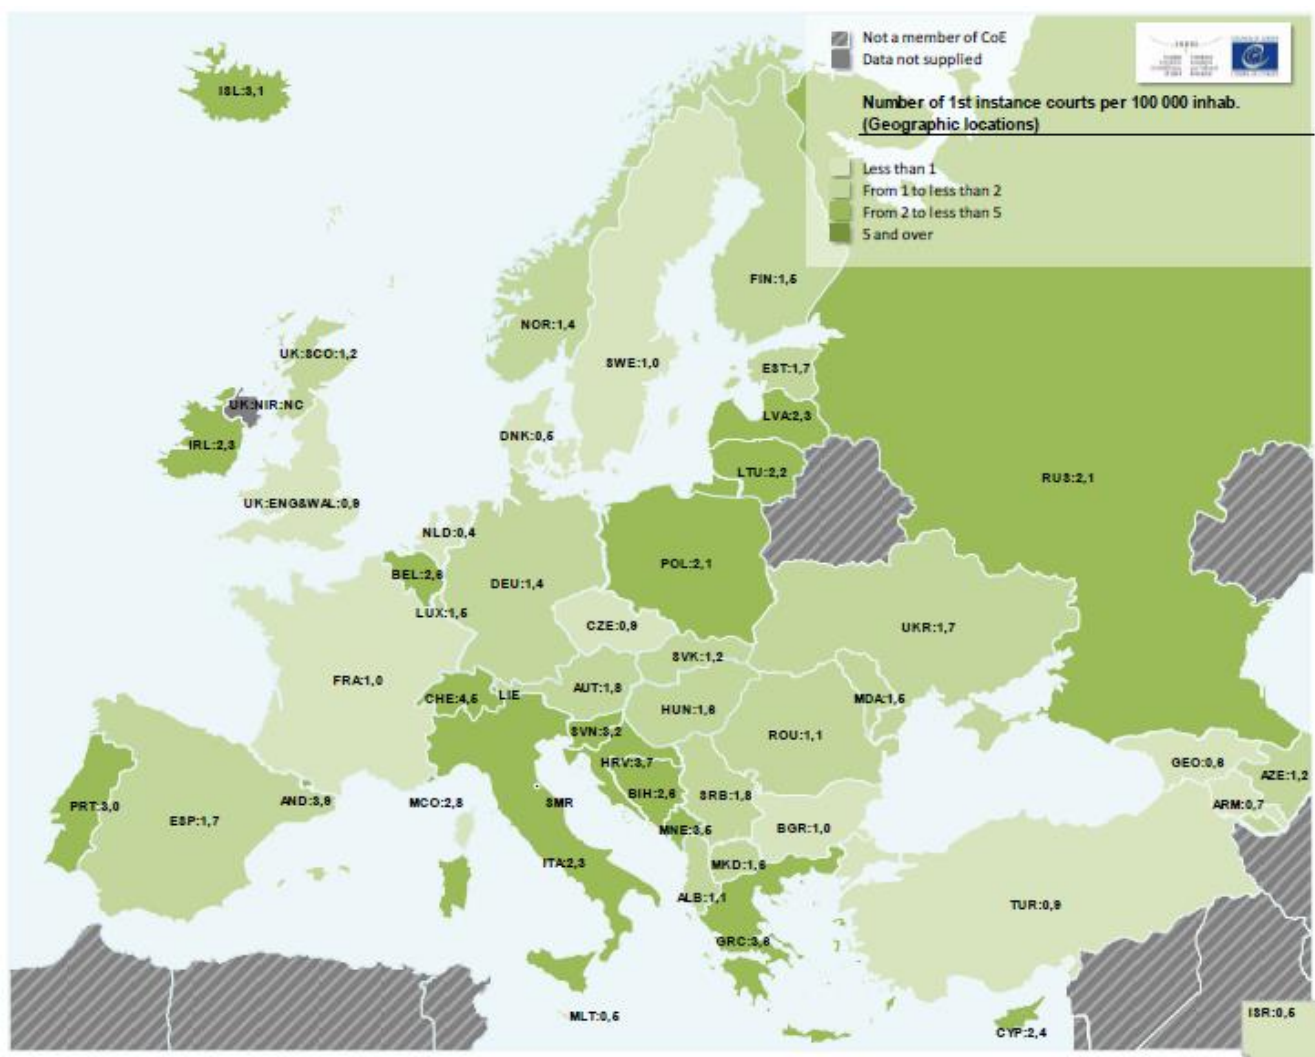 Not a member of CoE
Data not supplied
Number of 1st instance courts per 100 000 inhab.
(Geographic locations)
Less than 1
From 1 to less than 2
From 2 to less than 5
5 and over
ISL:3,1
FIN:1,5
NOR:1,4
UK:SCO:1,2
SWE:1,0
EST:1,7
UK:NIR:NC
LVA:2,3
DNK:0,5
IRL:2,3
LTU:2,2
RUS:2,1
UK:ENG&WAL:0,9
NLD:0,4
POL:2,1
BEL:2,6
DEU:1,4
LUX:1,5
CZE:0,9
UKR:1,7
SVK:1,2
FRA:1,0
AUT:1,8
CHE:4,5
LIE
MDA:1,5
HUN:1,6
SVN:3,2
ROU:1,1
HRV:3,7
GEO:0,6
AZE:1,2
BIH:2,6
SRB:1,8
AND:3,9
MCO:2,8
SMR
PRT:3,0
ARM:0,7
ESP:1,7
MNE:3,5
BGR:1,0
ITA:2,3
MKD:1,6
ALB:1,1
TUR:0,9
GRC:3,8
MLT:0,5
ISR:0,5
CYP:2,4